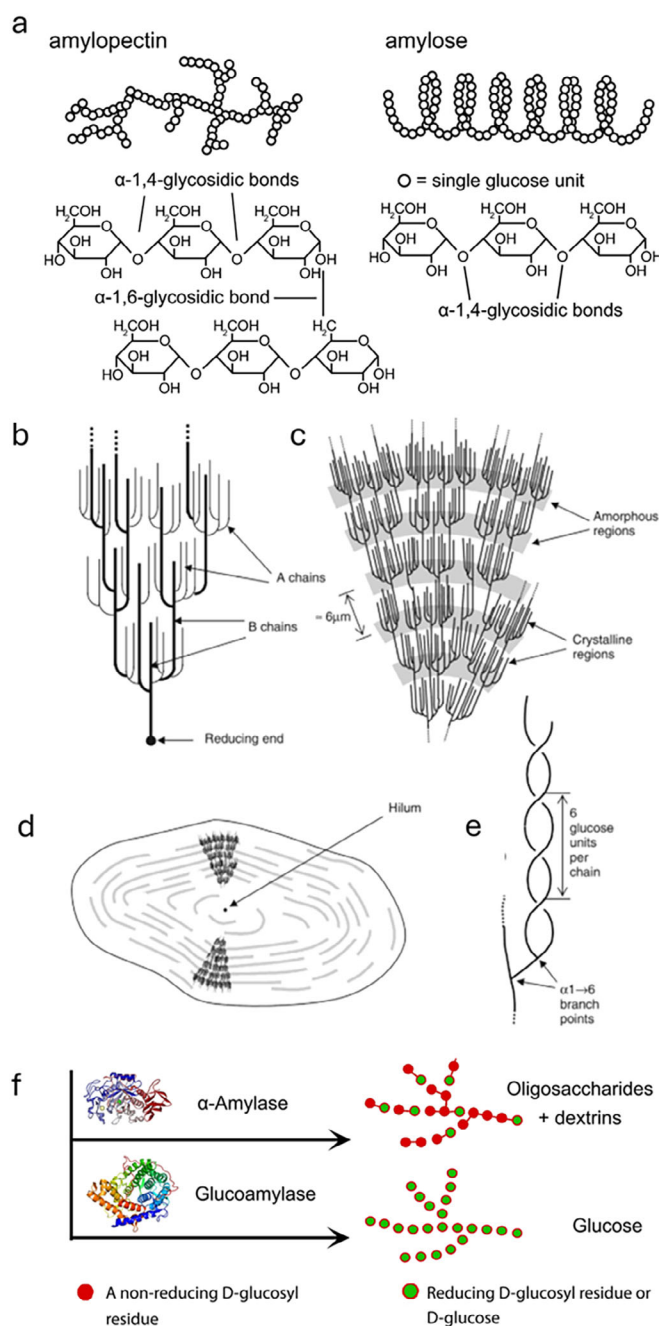 a
amylopectin
amylose
α-1,4-glycosidic bonds
O = single glucose unit
H₂COH H₂COH H₂COH
O O O
OH OH OH
HO O O OH
OH OH OH
α-1,6-glycosidic bond
H₂COH H₂COH H₂C
O O O
OH OH OH
HO O O OH
OH OH OH
H₂COH H₂COH H₂COH
O O O
OH OH OH
HO O O OH
OH OH OH
α-1,4-glycosidic bonds
b
A chains
B chains
Reducing end
c
Amorphous
regions
≈ 6μm
Crystalline
regions
d
Hilum
e
6
glucose
units
per
chain
α1→6
branch
points
f
α-Amylase
Oligosaccharides
+ dextrins
Glucoamylase
Glucose
A non-reducing D-glucosyl
residue
Reducing D-glucosyl residue or
D-glucose